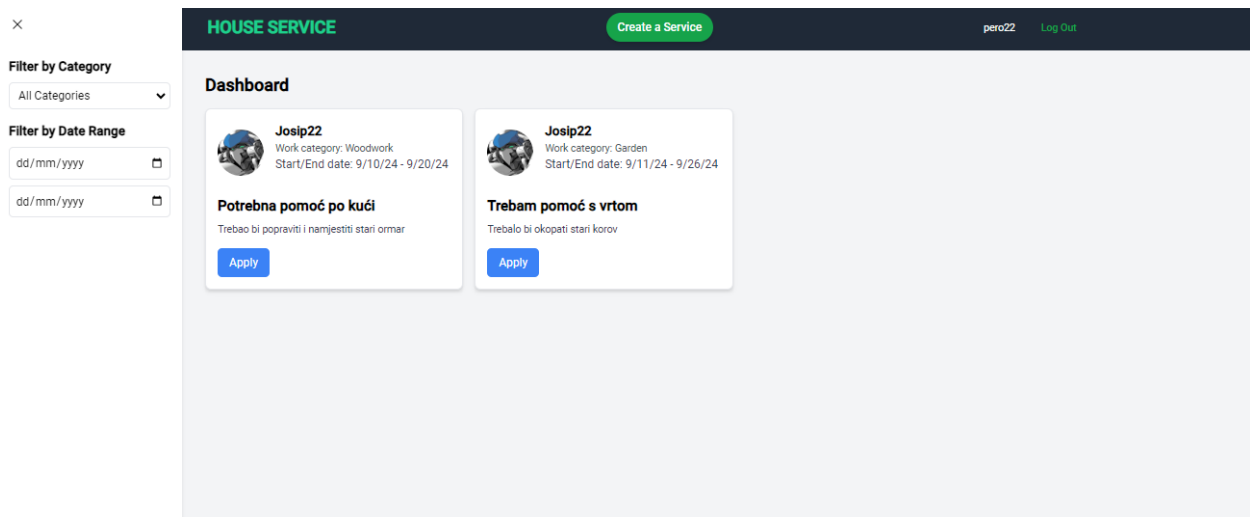 HOUSE SERVICE
Create a Service
pero22
Log Out
Filter by Category
All Categories
Filter by Date Range
dd/mm/yyyy
dd/mm/yyyy
Dashboard
Josip22
Work category: Woodwork
Start/End date: 9/10/24 - 9/20/24
Potrebna pomoć po kući
Trebao bi popraviti i namjestiti stari ormar
Apply
Josip22
Work category: Garden
Start/End date: 9/11/24 - 9/26/24
Trebam pomoć s vrtom
Trebalo bi okopati stari korov
Apply